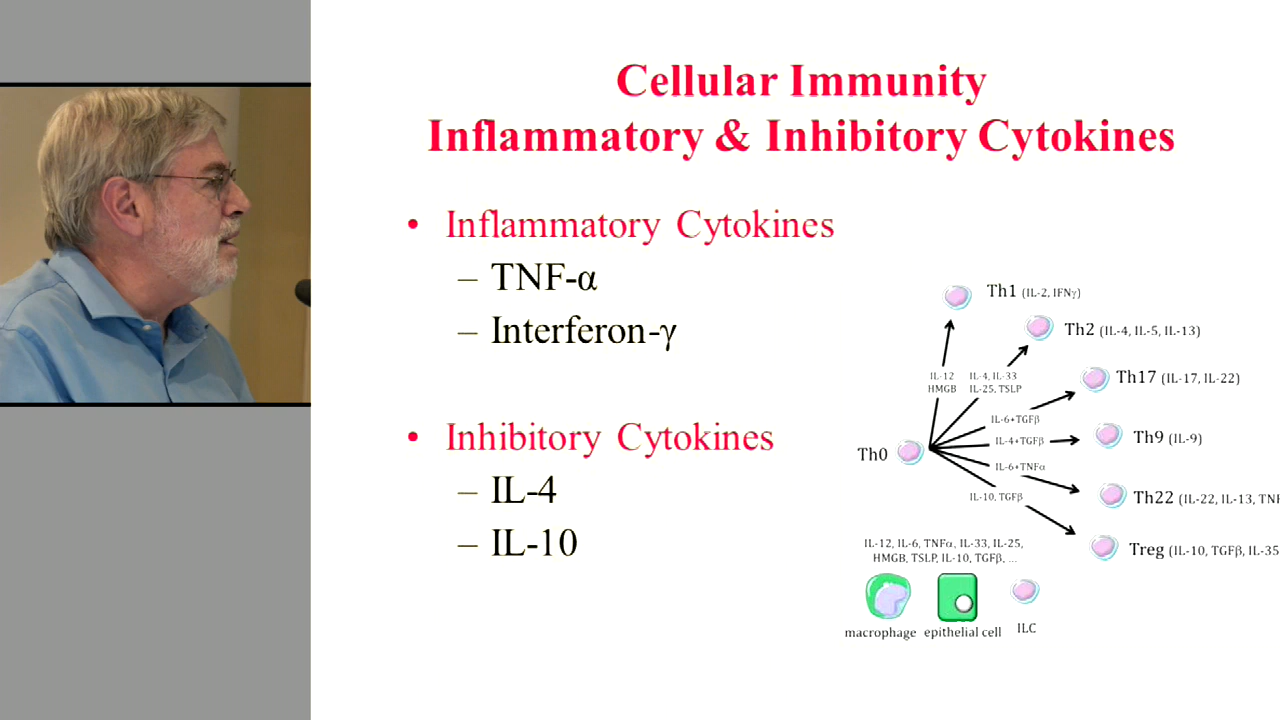 Cellular Immunity
Inflammatory & Inhibitory Cytokines
• Inflammatory Cytokines
– TNF-α
– Interferon-γ
• Inhibitory Cytokines
– IL-4
– IL-10
Th1 (IL-2, IFNγ)
Th2 (IL-4, IL-5, IL-13)
IL-12
HMGB
IL-4, IL-33
IL-25, TSLP
Th17 (IL-17, IL-22)
IL-6+TGFβ
Th9 (IL-9)
IL-4+TGFβ
Th0
IL-6+TNFα
Th22 (IL-22, IL-13, TNF
IL-10, TGFβ
Treg (IL-10, TGFβ, IL-35
IL-12, IL-6, TNFα, IL-33, IL-25,
HMGB, TSLP, IL-10, TGFβ, ...
macrophage epithelial cell ILC